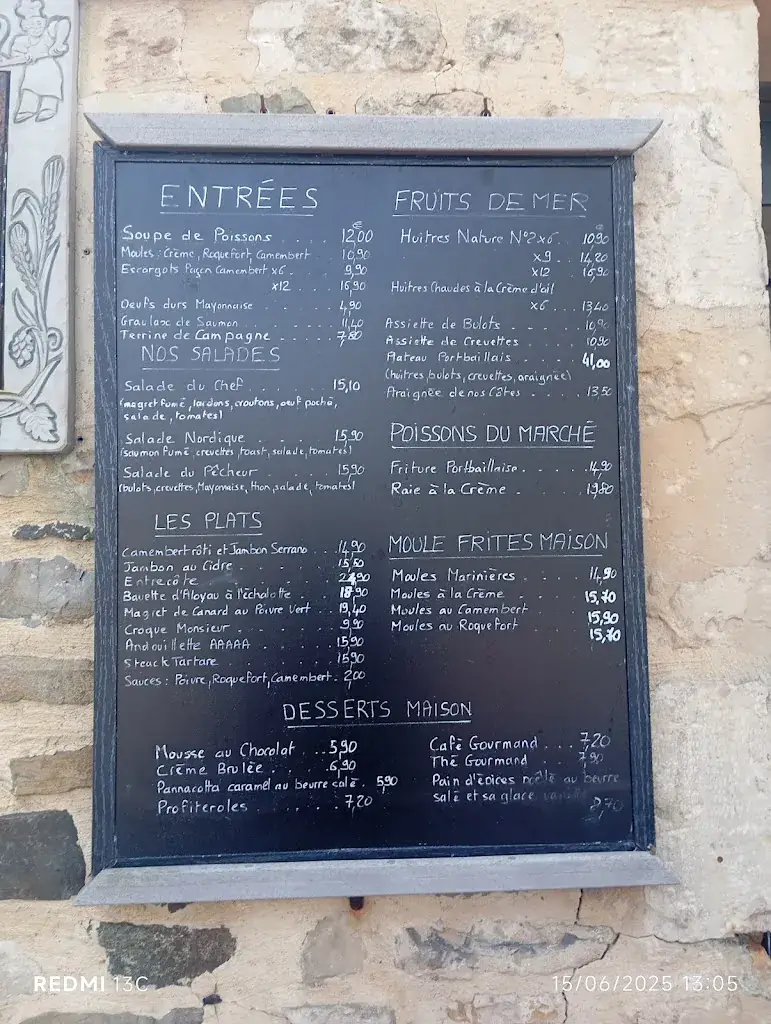 ENTRÉES
€
Soupe de Poissons . . . . 12,00
Moules : Crème, Roquefort, Camembert 10,90
Escargots Façon Camembert x6 . . . 9,90
x12 . . . 16,90
Oeufs durs Mayonnaise . . . . 4,90
Gravlaxe de Saumon . . . . 11,40
Terrine de Campagne . . . . . 7,80
NOS SALADES
Salade du Chef . . . . . 15,10
(magret fumé, lardons, croutons, oeuf poché,
salade, tomates)
Salade Nordique . . . . 15,90
(saumon fumé, crevettes, toast, salade, tomates)
Salade du Pêcheur . . . . 15,90
(bulots, crevettes, Mayonnaise, thon, salade, tomates)
LES PLATS
Camembert rôti et Jambon Serrano . . . 14,90
Jambon au Cidre . . . . . . 15,50
Entrecôte . . . . . . .
Bavette d'Aloyau à l'échalotte . . . 18,90
Magret de Canard au Poivre Vert . . . 19,40
Croque Monsieur . . . . . . 9,90
Andouillette AAAAA . . . . . 15,90
Steack Tartare . . . . . . 15,90
Sauces : Poivre, Roquefort, Camembert . 2,00
FRUITS DE MER
€
Huitres Nature N°2 x6 . . 10,90
x9 . . 14,20
x12 . . 16,90
Huitres Chaudes à la Crème d'ail
x6 . . . 13,40
Assiette de Bulots . . . . 10,90
Assiette de Crevettes . . . . 10,90
Plateau Portbaillais . . . . 41,00
(huitres, bulots, crevettes, araignée)
Araignée de nos Côtes . . . . 13,50
POISSONS DU MARCHÉ
Friture Portbaillaise . . . . . 14,90
Raie à la Crème . . . . . 19,80
MOULE FRITES MAISON
Moules Marinières . . . . 14,90
Moules à la Crème . . . . 15,70
Moules au Camembert . . . 15,90
Moules au Roquefort . . . . 15,70
DESSERTS MAISON
Mousse au Chocolat . . . 5,90
Crème Brulée . . . . . 6,90
Pannacotta caramel au beurre salé . 5,90
Profiteroles . . . . . 7,20
Café Gourmand . . . 7,20
Thé Gourmand . . . . 7,90
Pain d'épices poêlé au beurre
salé et sa glace vanille
8,70
REDMI 13C
15/06/2025 13:05